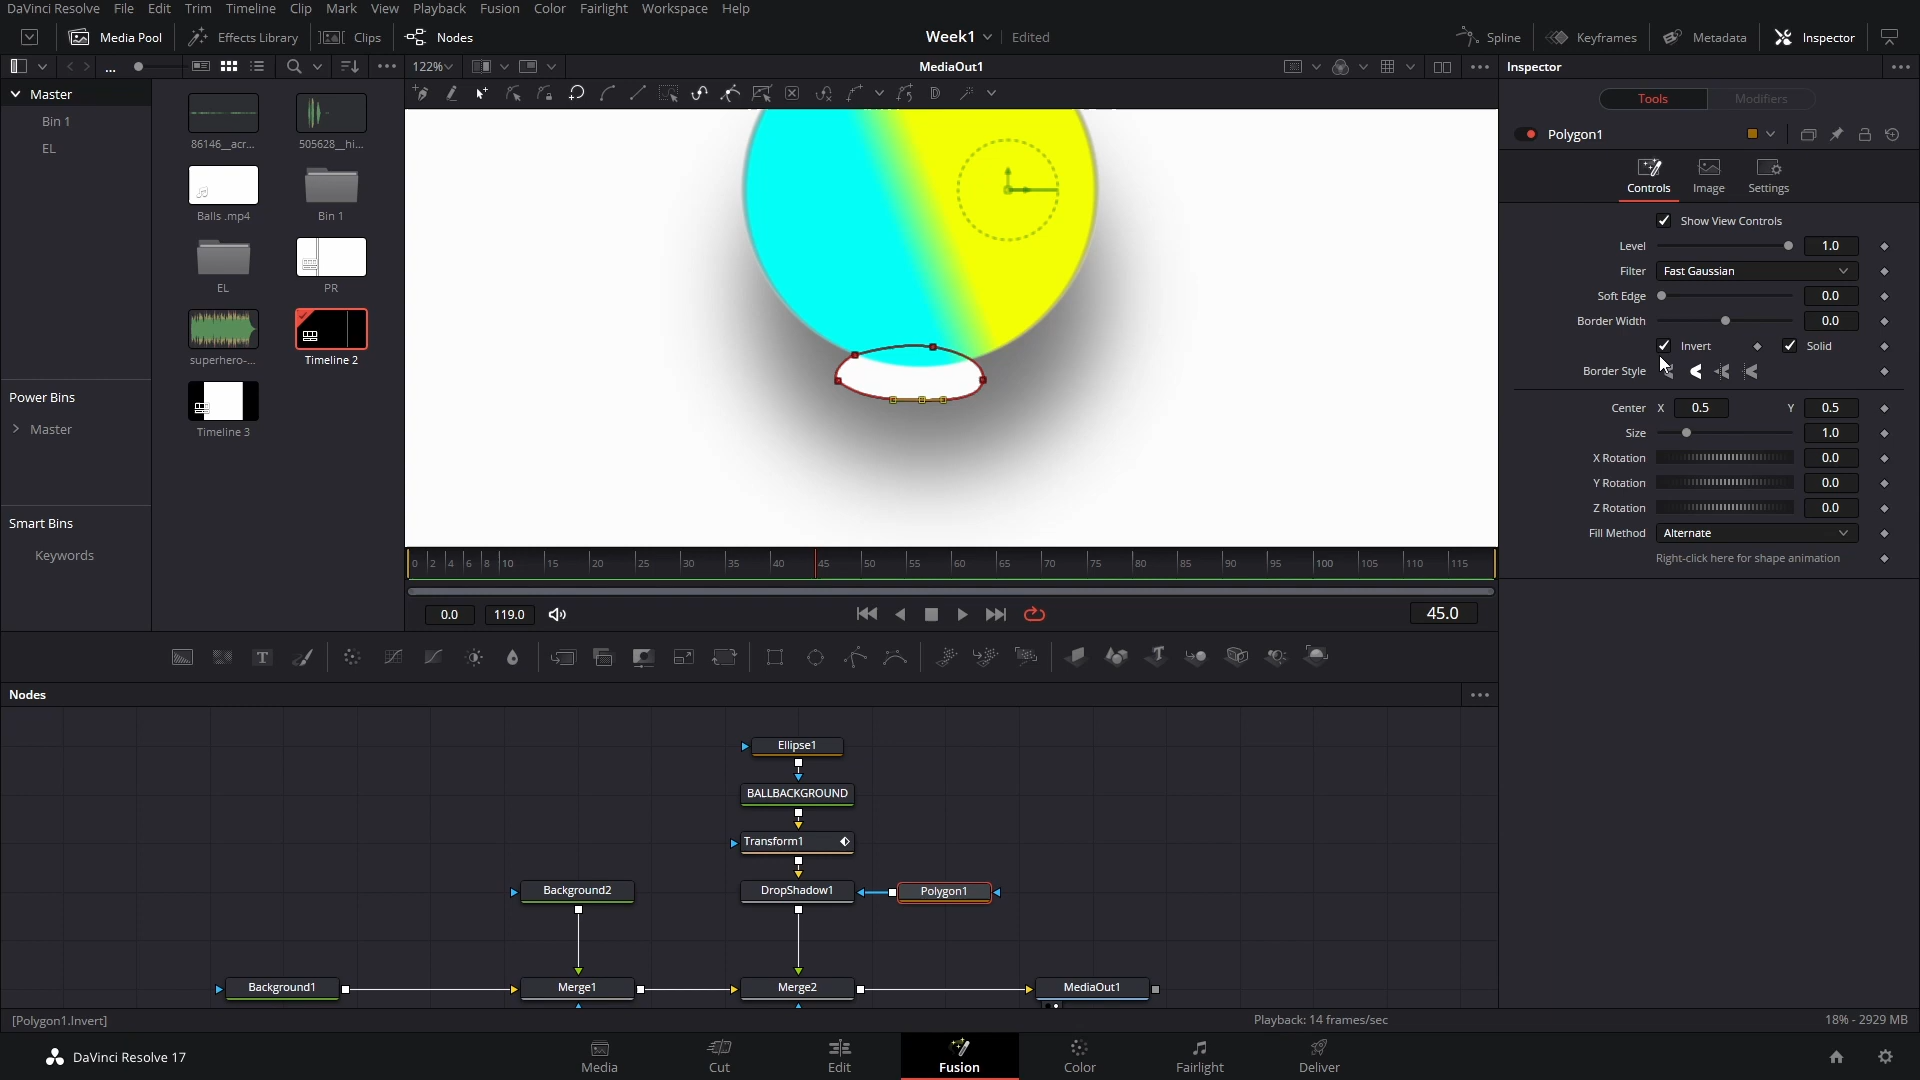 DaVinci Resolve File Edit Trim Timeline Clip Mark View Playback Fusion Color Fairlight Workspace Help
Media Pool Effects Library Clips Nodes Week1 Edited Spline Keyframes Metadata Inspector
... 122% MediaOut1 Inspector
Master
Bin 1
EL
86146__acr... 505628__hi...
Balls .mp4 Bin 1
EL PR
superhero-... Timeline 2
Timeline 3
Power Bins
Master
Smart Bins
Keywords
Tools Modifiers
Polygon1
Controls Image Settings
Show View Controls
Level 1.0
Filter Fast Gaussian
Soft Edge 0.0
Border Width 0.0
Invert Solid
Border Style
Center X 0.5 Y 0.5
Size 1.0
X Rotation 0.0
Y Rotation 0.0
Z Rotation 0.0
Fill Method Alternate
Right-click here for shape animation
0 2 4 6 8 10 15 20 25 30 35 40 45 50 55 60 65 70 75 80 85 90 95 100 105 110 115
0.0 119.0 45.0
T
Nodes
Ellipse1
BALLBACKGROUND
Transform1
Background2 DropShadow1 Polygon1
Background1 Merge1 Merge2 MediaOut1
[Polygon1.Invert] Playback: 14 frames/sec 18% - 2929 MB
DaVinci Resolve 17 Media Cut Edit Fusion Color Fairlight Deliver